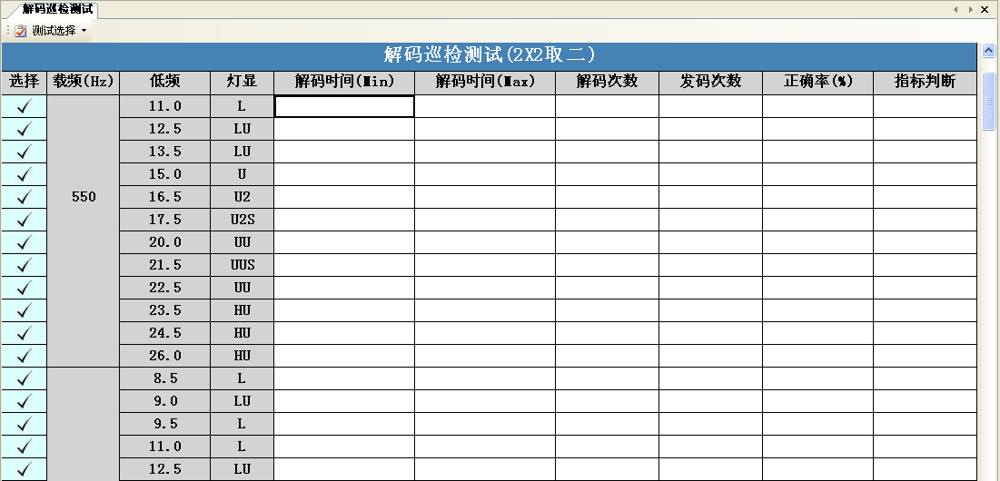 解码巡检测试
测试选择
解码巡检测试(2X2取二)
选择 载频(Hz) 低频 灯显 解码时间(Min) 解码时间(Max) 解码次数 发码次数 正确率(%) 指标判断
11.0 L
12.5 LU
13.5 LU
15.0 U
550 16.5 U2
17.5 U2S
20.0 UU
21.5 UUS
22.5 UU
23.5 HU
24.5 HU
26.0 HU
8.5 L
9.0 LU
9.5 L
11.0 L
12.5 LU